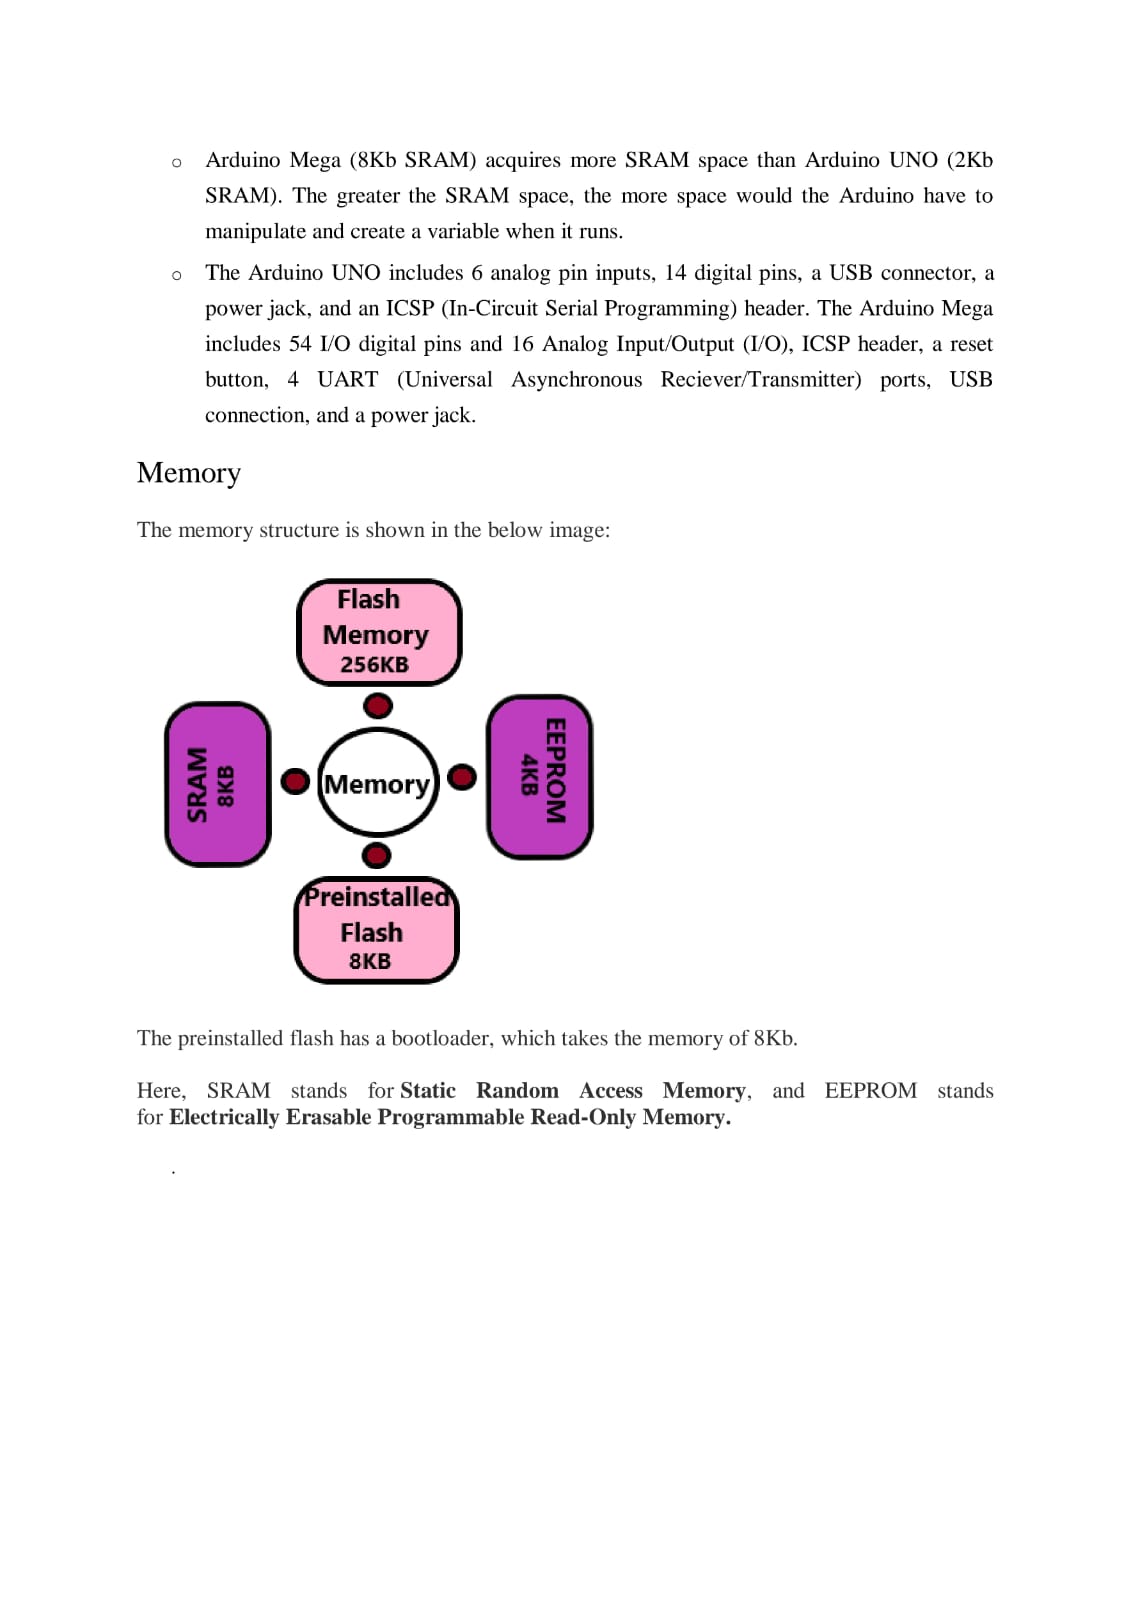 o Arduino Mega (8Kb SRAM) acquires more SRAM space than Arduino UNO (2Kb
SRAM). The greater the SRAM space, the more space would the Arduino have to
manipulate and create a variable when it runs.
o The Arduino UNO includes 6 analog pin inputs, 14 digital pins, a USB connector, a
power jack, and an ICSP (In-Circuit Serial Programming) header. The Arduino Mega
includes 54 I/O digital pins and 16 Analog Input/Output (I/O), ICSP header, a reset
button, 4 UART (Universal Asynchronous Reciever/Transmitter) ports, USB
connection, and a power jack.
Memory
The memory structure is shown in the below image:
Flash
Memory
256KB
SRAM
8KB
Memory
EEPROM
4KB
Preinstalled
Flash
8KB
The preinstalled flash has a bootloader, which takes the memory of 8Kb.
Here, SRAM stands for Static Random Access Memory, and EEPROM stands
for Electrically Erasable Programmable Read-Only Memory.
.